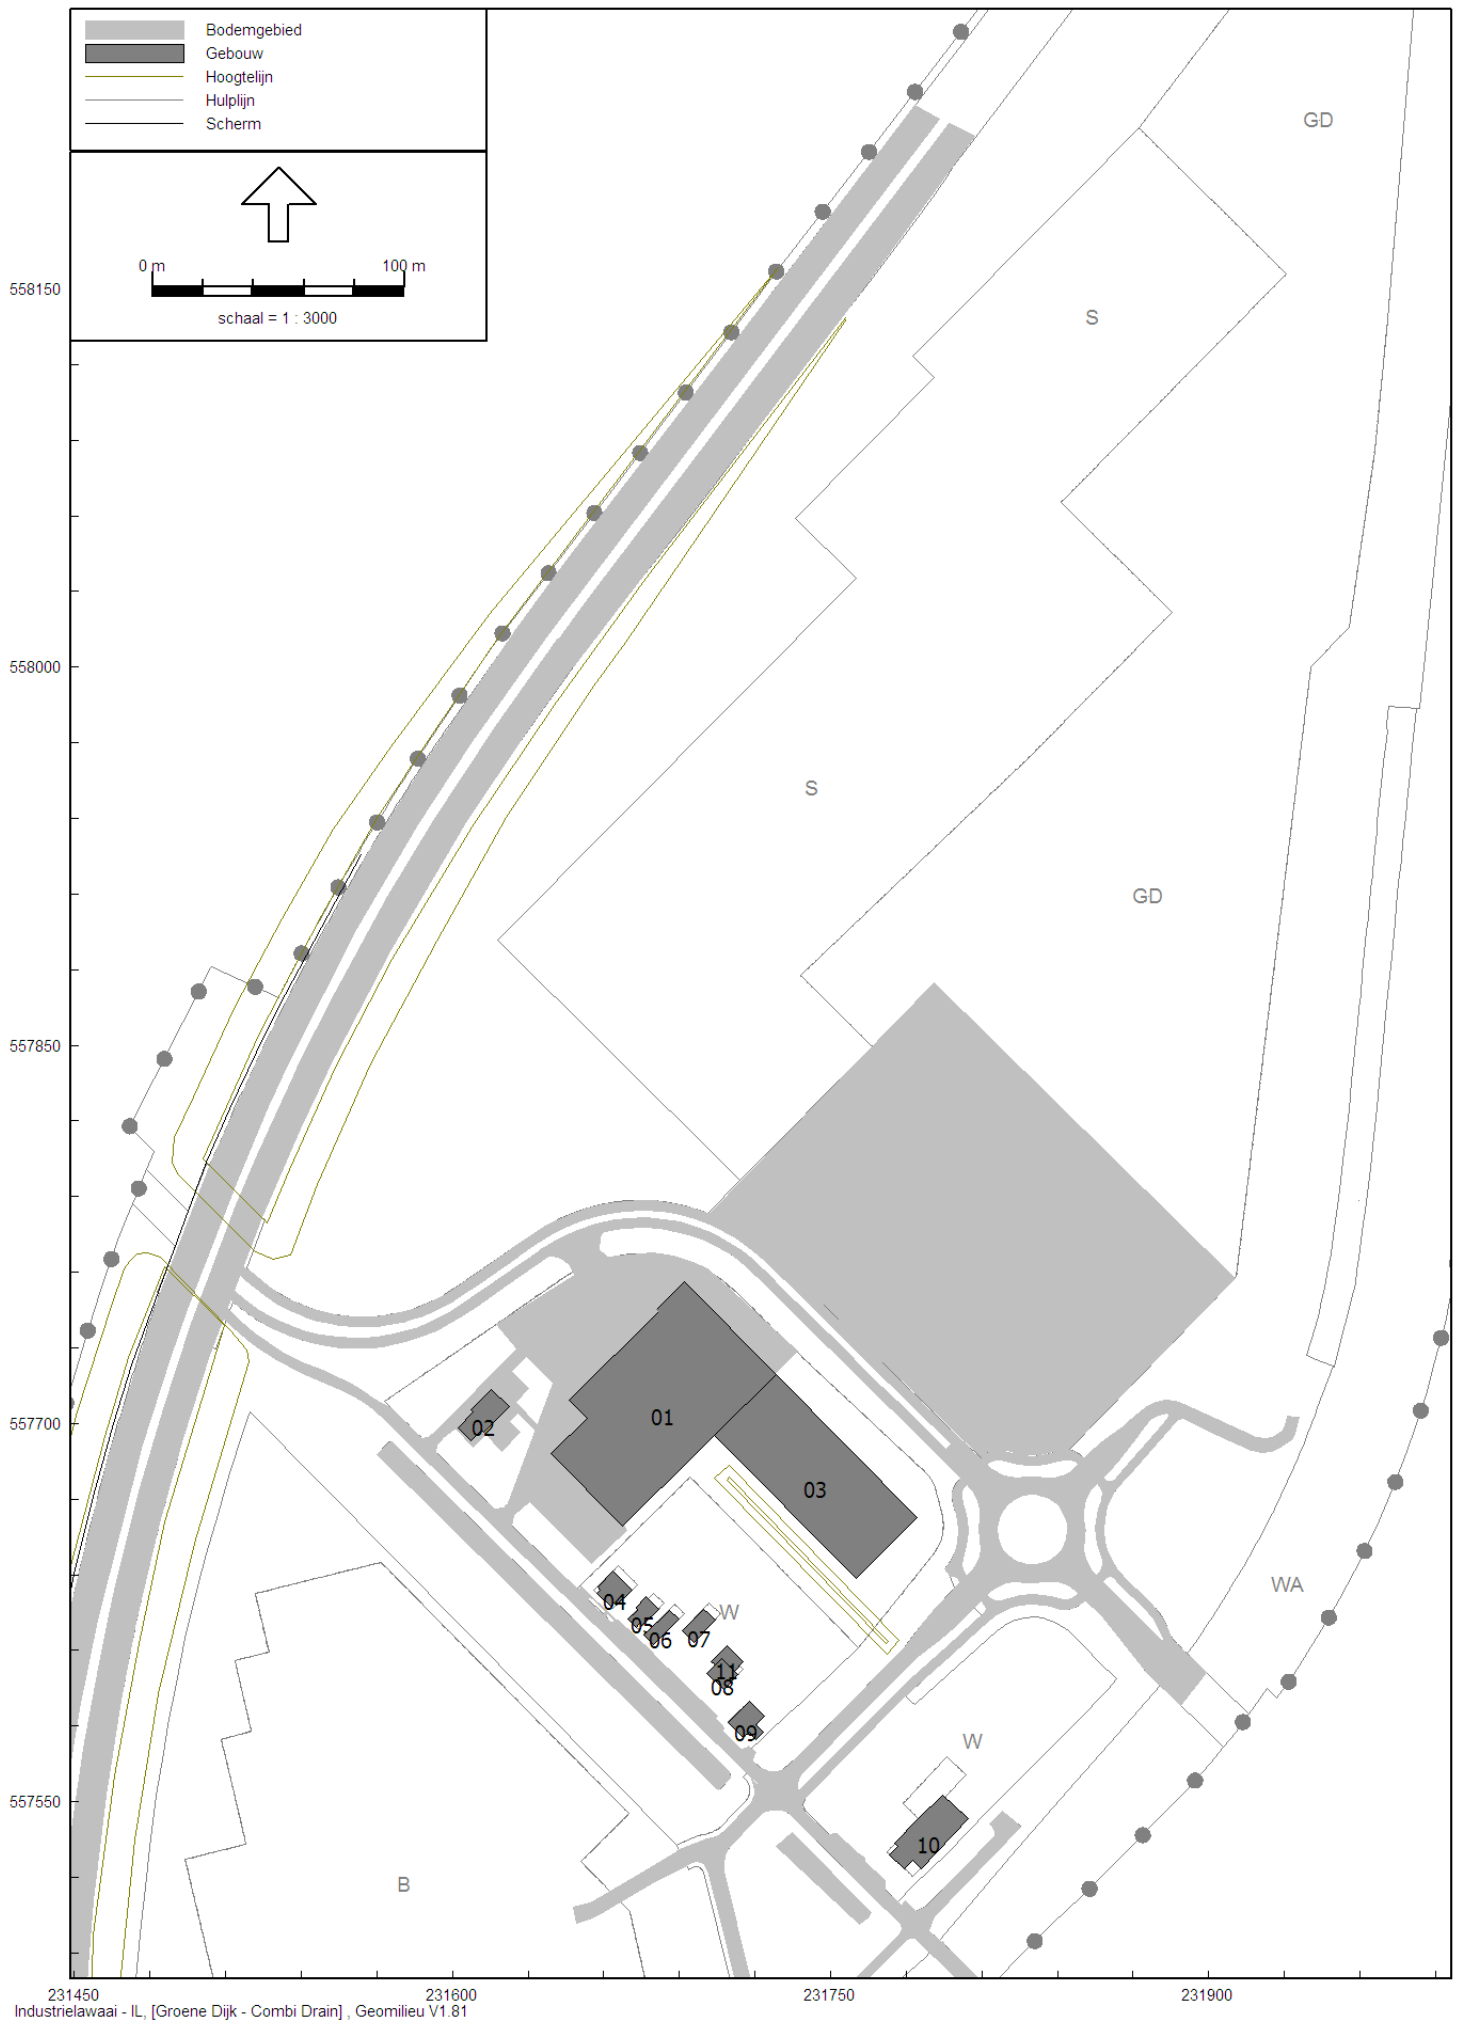 Bodemgebied
Gebouw
Hoogtelijn
Hulplijn
Scherm
0 m 100 m
schaal = 1 : 3000
GD
558150
S
558000
S
GD
557850
557700
01
02
03
WA
04
W
05
06
07
11
08
09
W
557550
10
B
231450 231600 231750 231900
Industrielawaai - IL, [Groene Dijk - Combi Drain] , Geomilieu V1.81